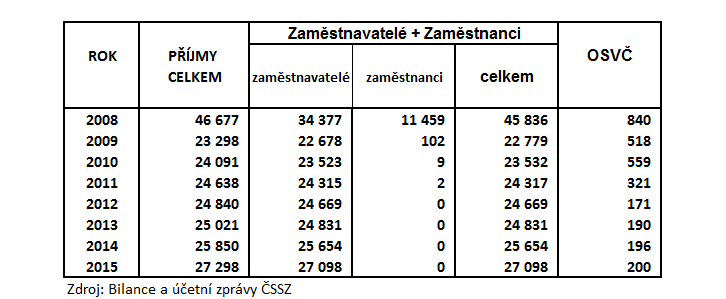 ROK PŘÍJMY CELKEM Zaměstnavatelé + Zaměstnanci OSVČ
zaměstnavatelé zaměstnanci celkem
2008 46 677 34 377 11 459 45 836 840
2009 23 298 22 678 102 22 779 518
2010 24 091 23 523 9 23 532 559
2011 24 638 24 315 2 24 317 321
2012 24 840 24 669 0 24 669 171
2013 25 021 24 831 0 24 831 190
2014 25 850 25 654 0 25 654 196
2015 27 298 27 098 0 27 098 200
Zdroj: Bilance a účetní zprávy ČSSZ